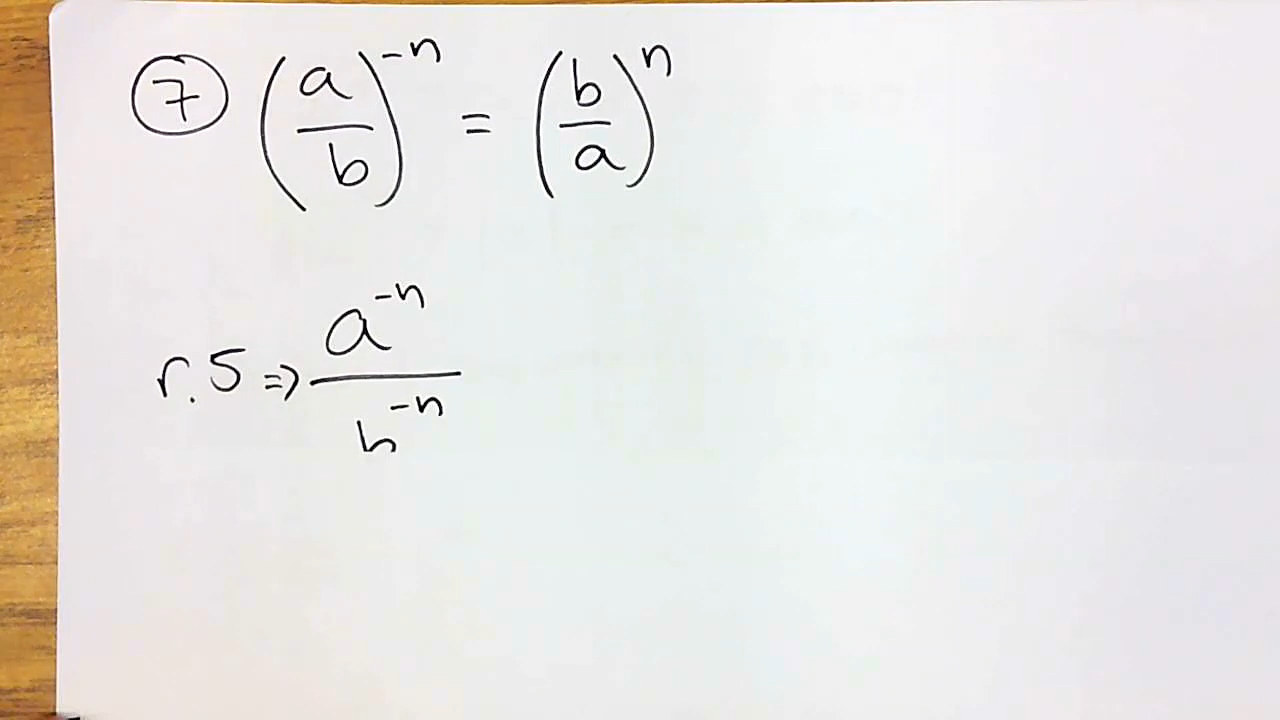 ⑦ (a/b)^-n = (b/a)^n
r.5 => a^-n / b^-n